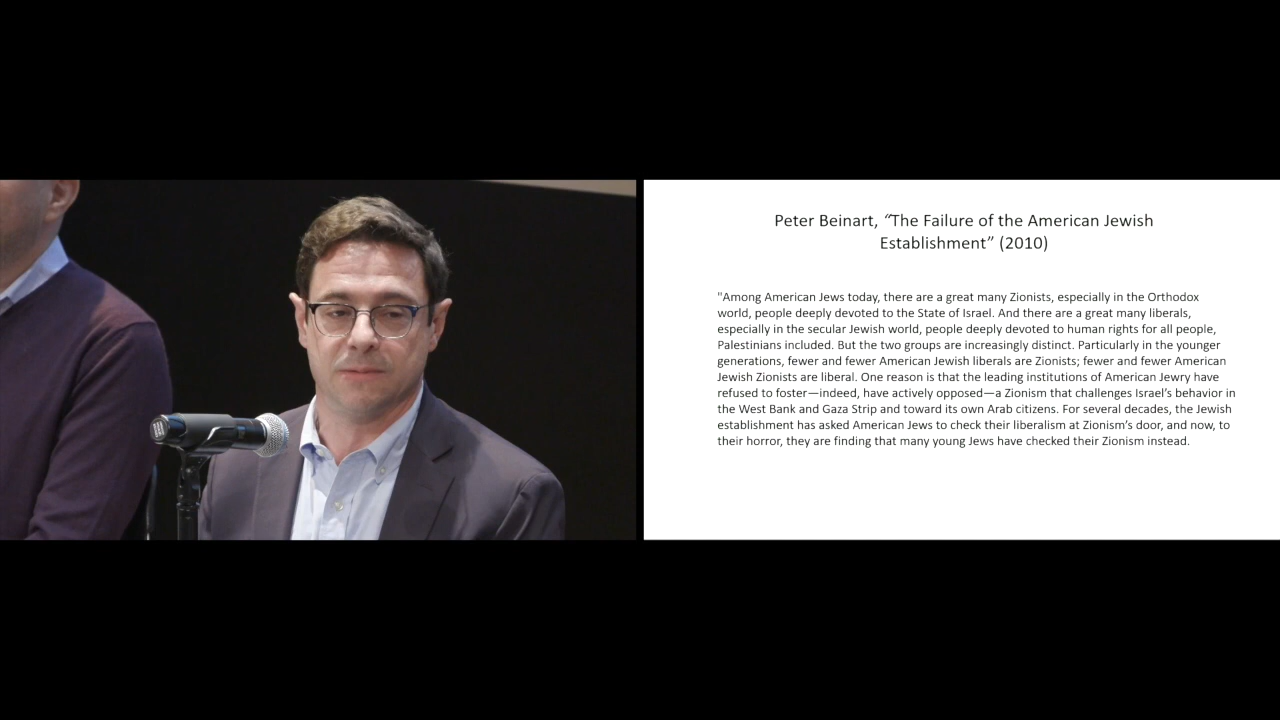 Peter Beinart, “The Failure of the American Jewish
Establishment” (2010)
"Among American Jews today, there are a great many Zionists, especially in the Orthodox
world, people deeply devoted to the State of Israel. And there are a great many liberals,
especially in the secular Jewish world, people deeply devoted to human rights for all people,
Palestinians included. But the two groups are increasingly distinct. Particularly in the younger
generations, fewer and fewer American Jewish liberals are Zionists; fewer and fewer American
Jewish Zionists are liberal. One reason is that the leading institutions of American Jewry have
refused to foster—indeed, have actively opposed—a Zionism that challenges Israel’s behavior in
the West Bank and Gaza Strip and toward its own Arab citizens. For several decades, the Jewish
establishment has asked American Jews to check their liberalism at Zionism’s door, and now, to
their horror, they are finding that many young Jews have checked their Zionism instead.